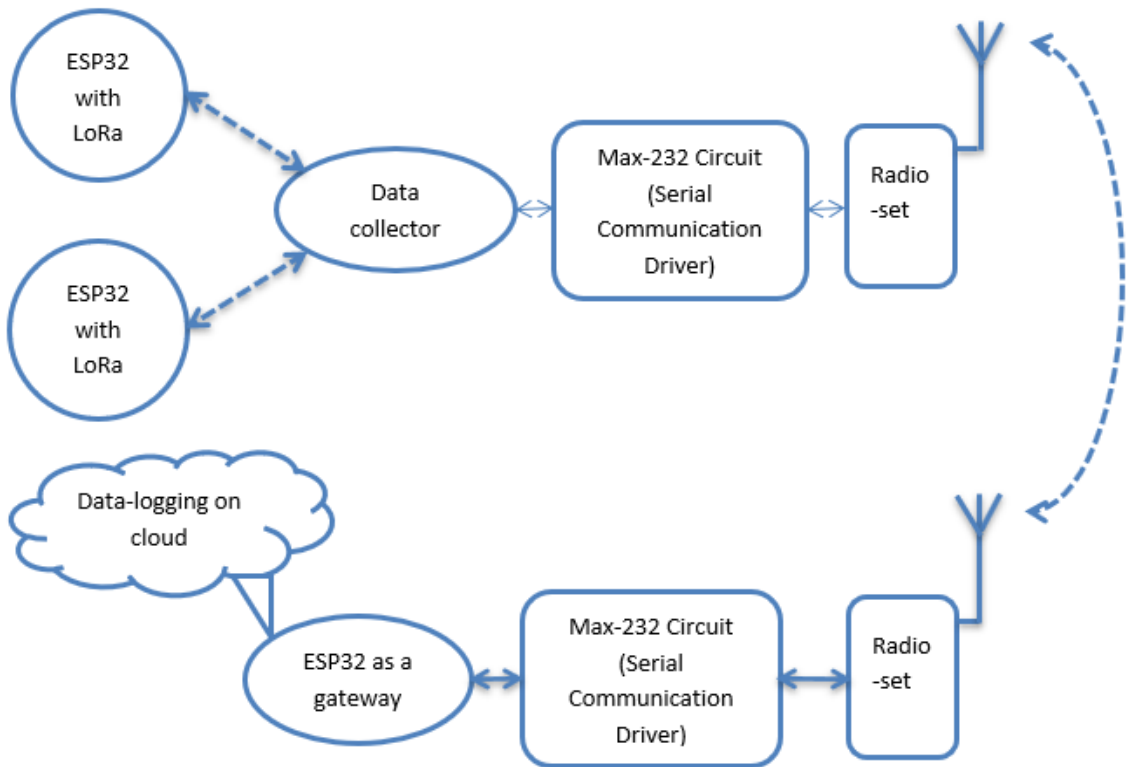 ESP32
with
LoRa
Data
collector
Max-232 Circuit
(Serial
Communication
Driver)
Radio
-set
ESP32
with
LoRa
Data-logging on
cloud
ESP32 as a
gateway
Max-232 Circuit
(Serial
Communication
Driver)
Radio
-set